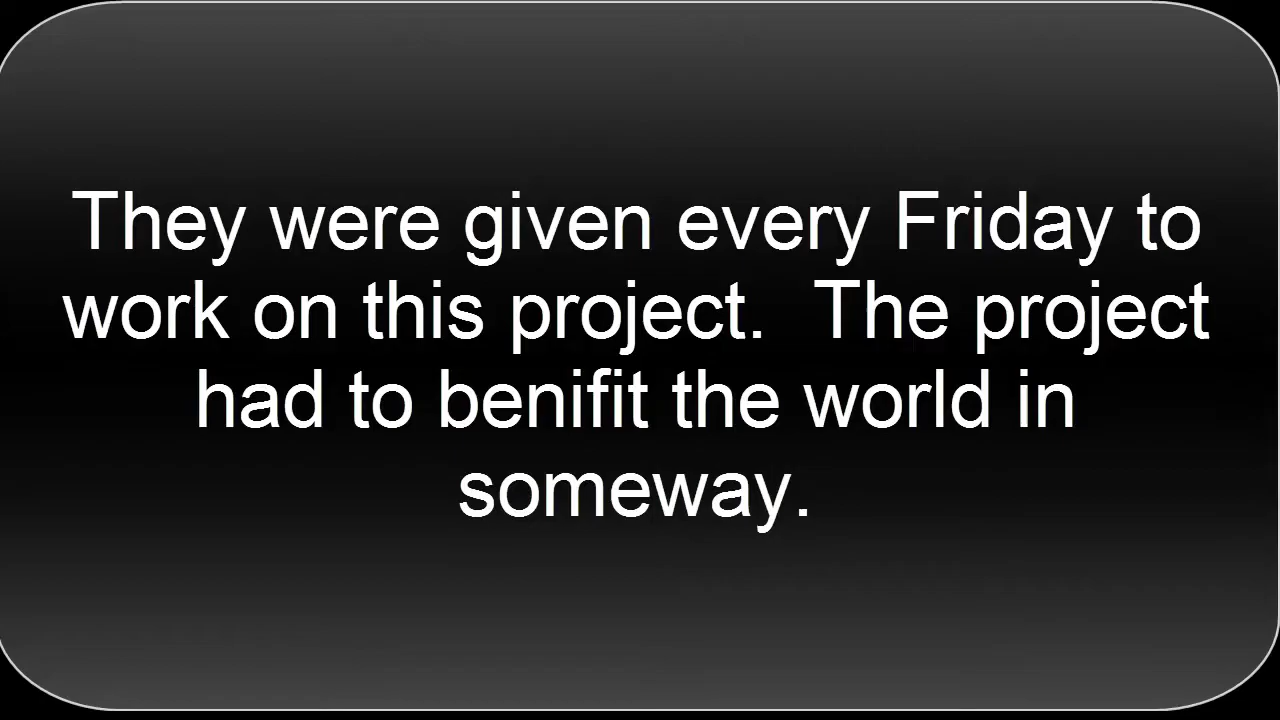 They were given every Friday to
work on this project.  The project
had to benifit the world in
someway.